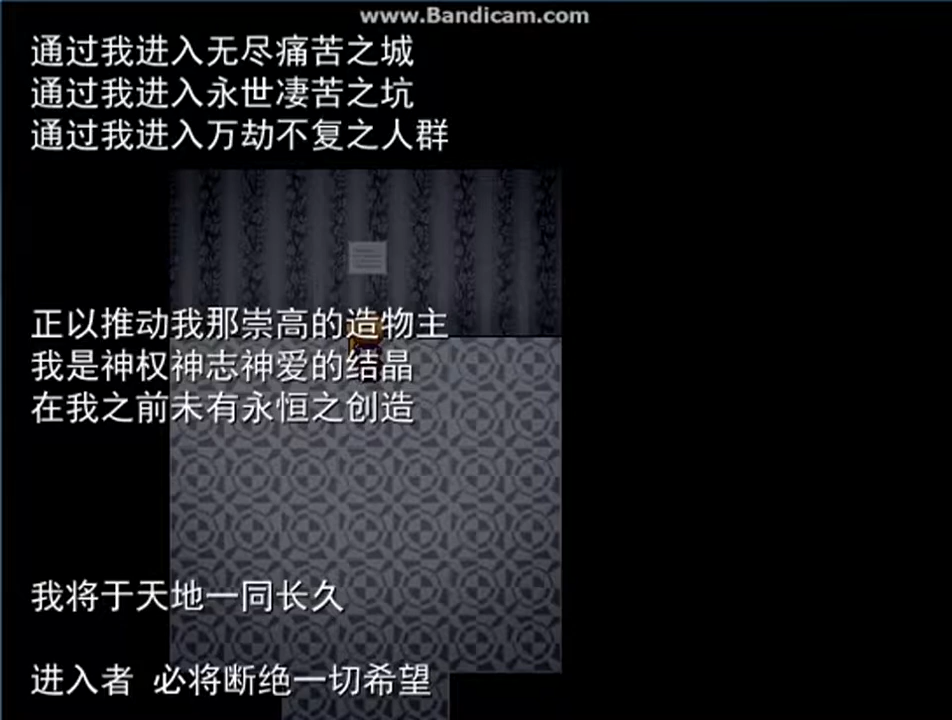 www.Bandicam.com
通过我进入无尽痛苦之城
通过我进入永世凄苦之坑
通过我进入万劫不复之人群
正以推动我那崇高的造物主
我是神权神志神爱的结晶
在我之前未有永恒之创造
我将于天地一同长久
进入者 必将断绝一切希望